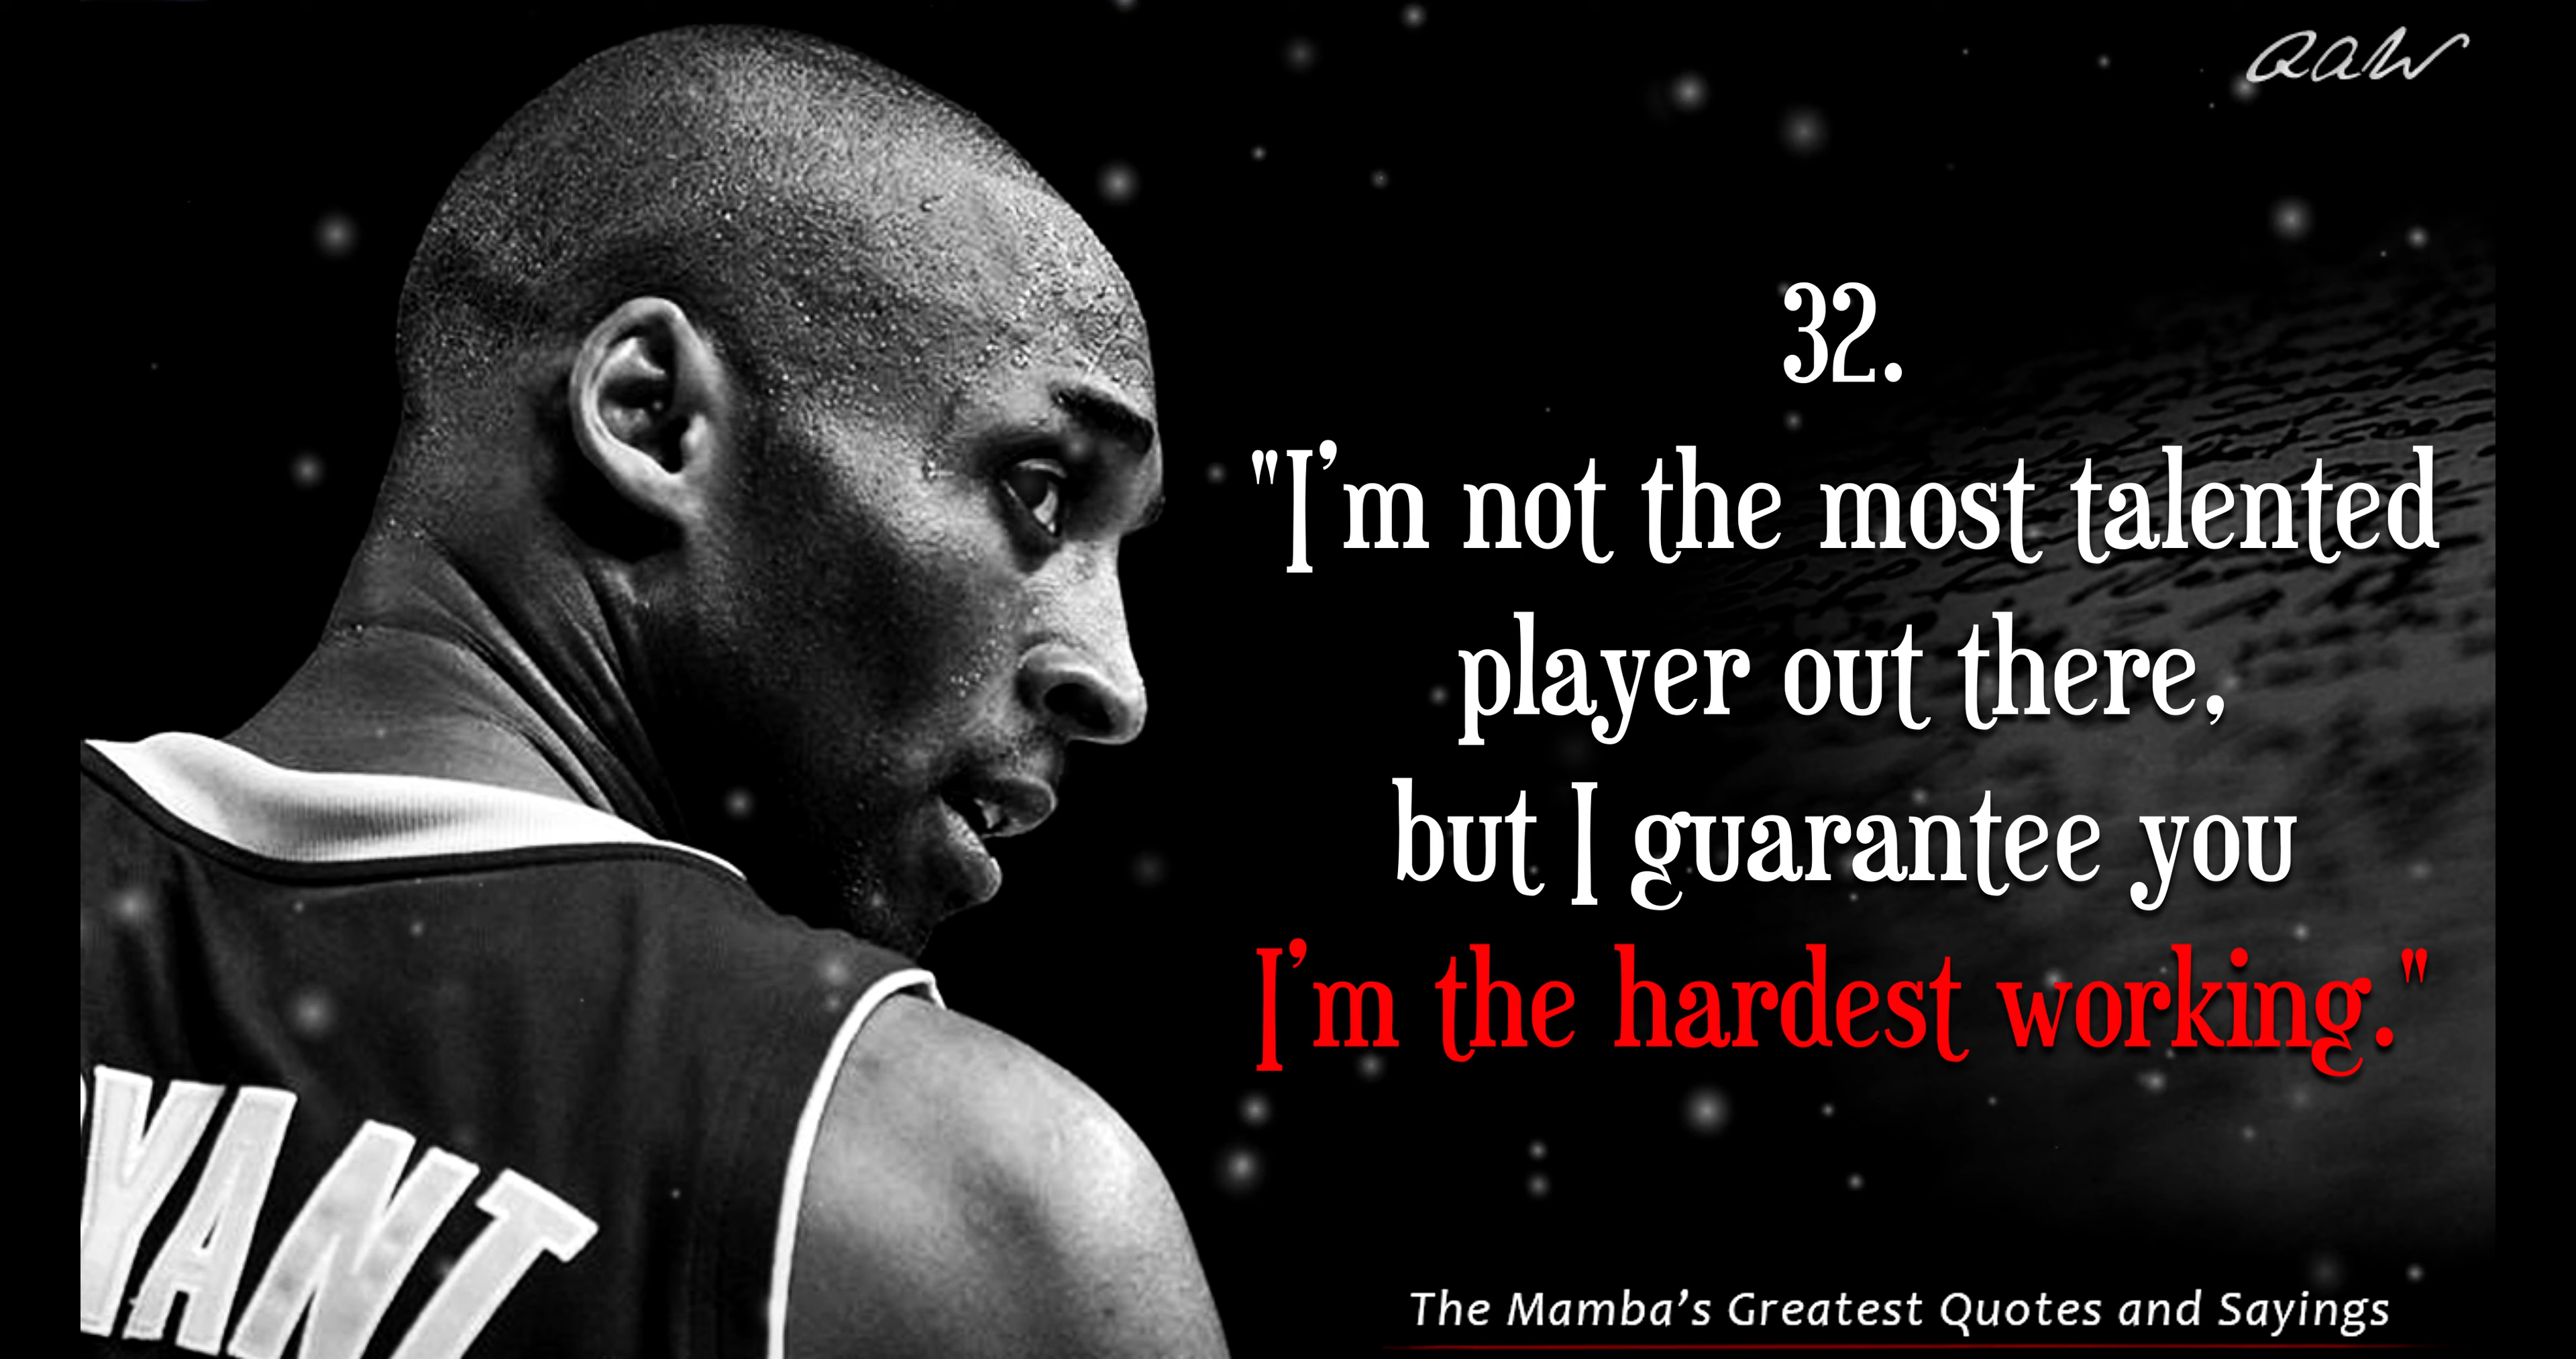 QAW
32.
"I'm not the most talented
player out there,
but I guarantee you
I'm the hardest working."
YANT
The Mamba's Greatest Quotes and Sayings